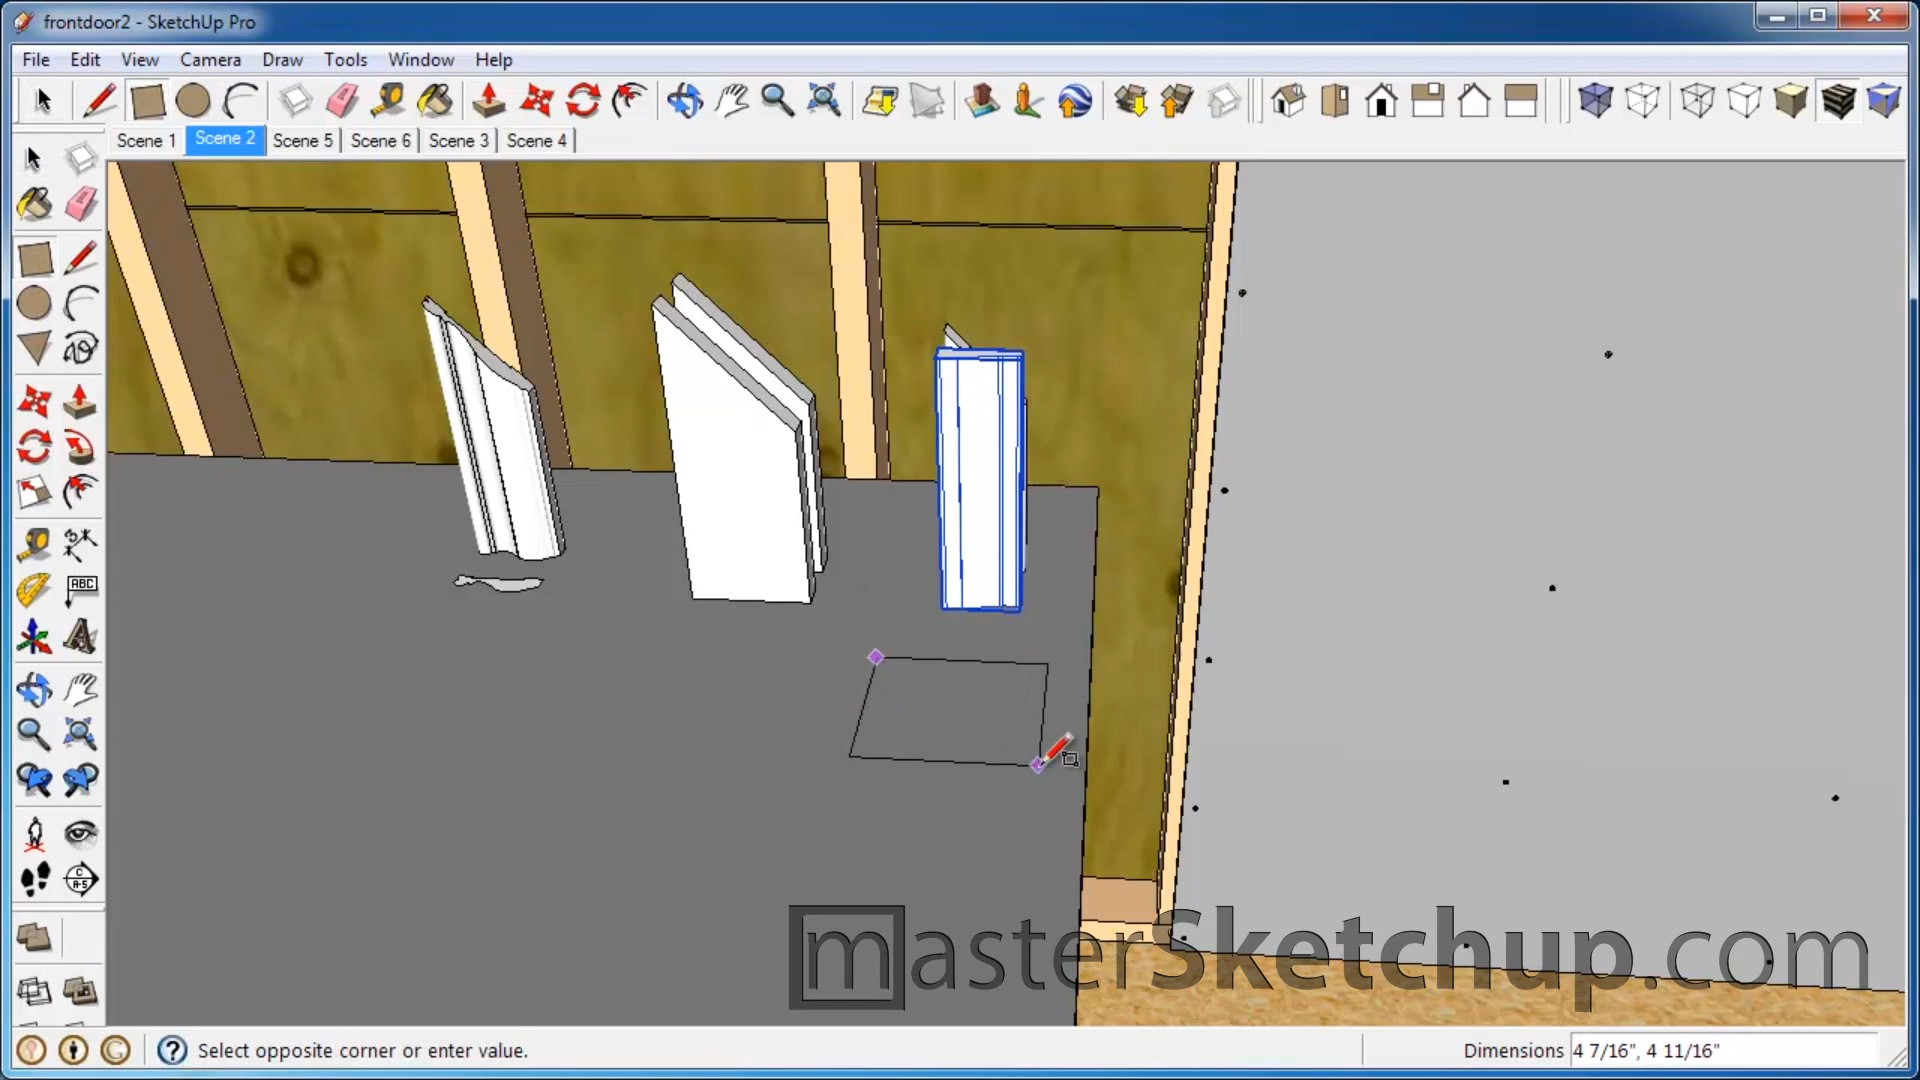 frontdoor2 - SketchUp Pro
File Edit View Camera Draw Tools Window Help
Scene 1 Scene 2 Scene 5 Scene 6 Scene 3 Scene 4
ABC
A
C
A-5
masterSketchup.com
Select opposite corner or enter value.
Dimensions 4 7/16", 4 11/16"